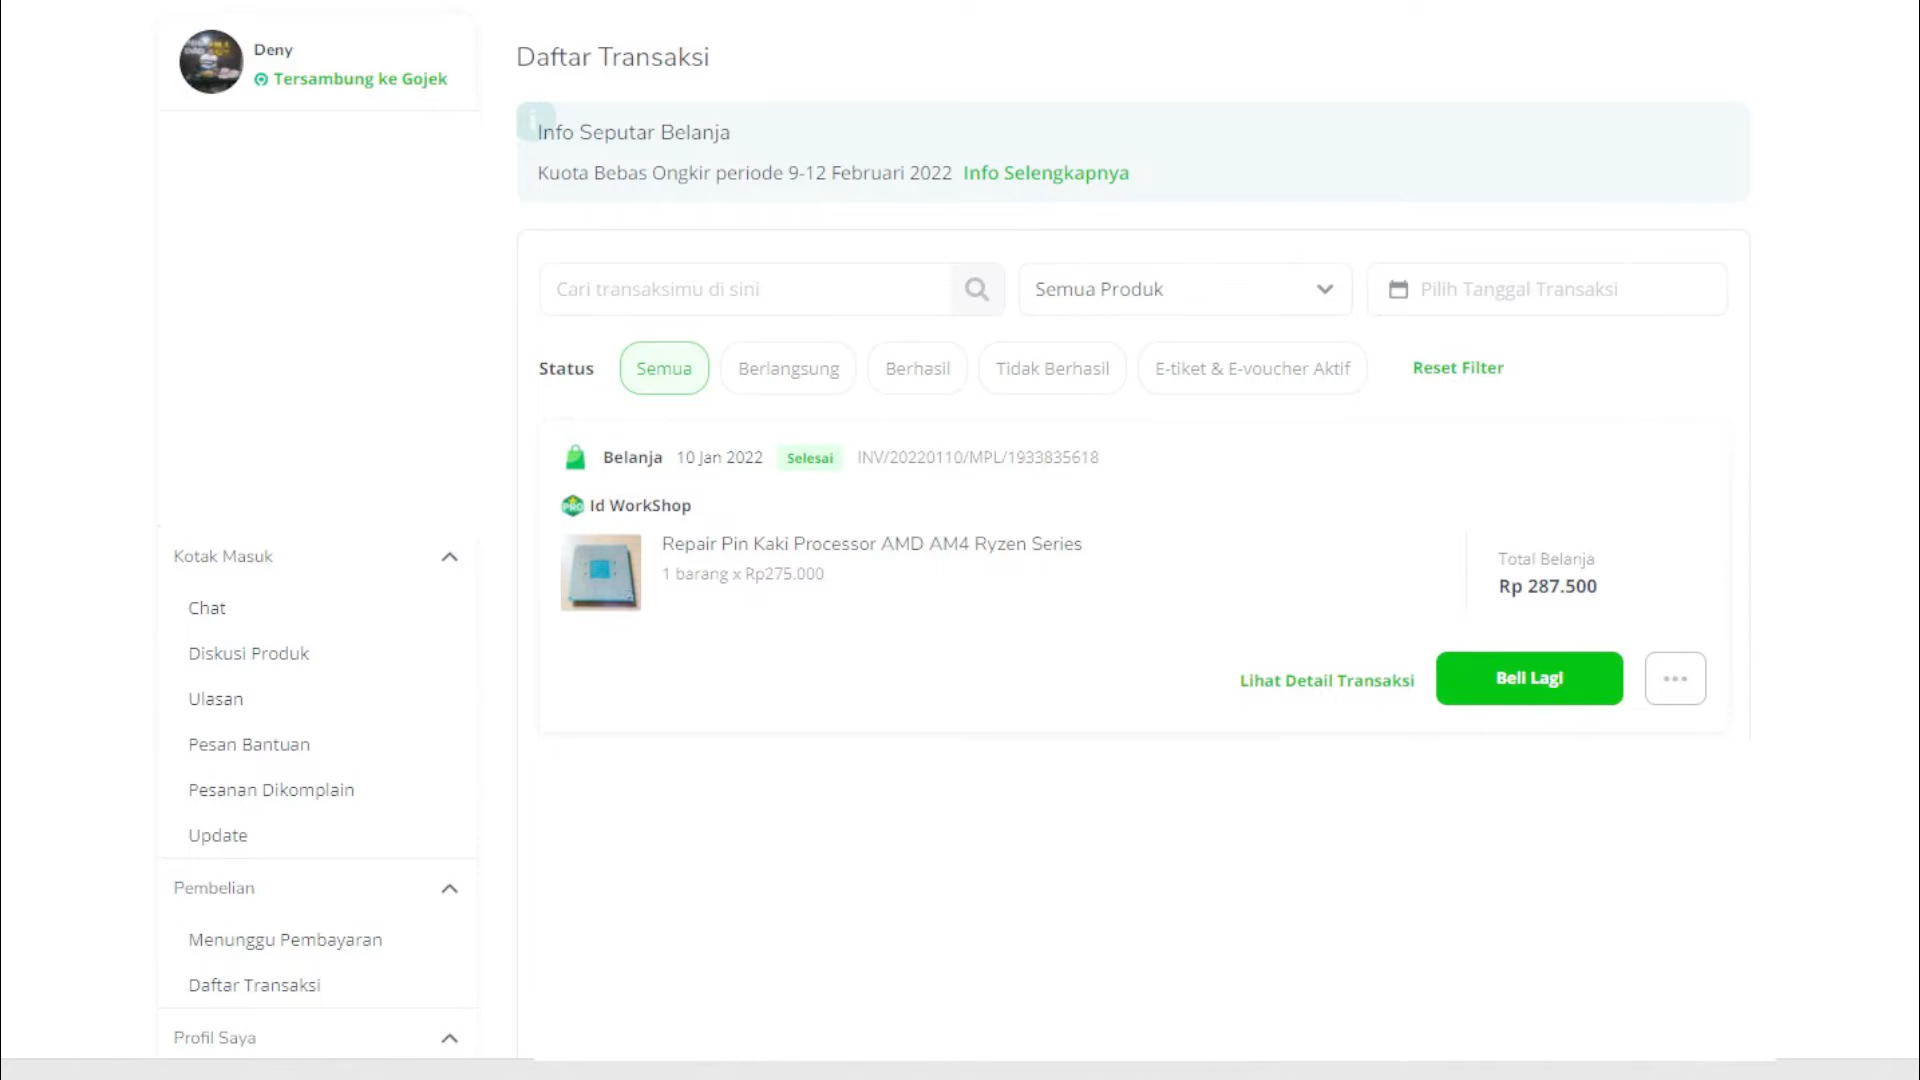 Deny
Tersambung ke Gojek
Daftar Transaksi
Info Seputar Belanja
Kuota Bebas Ongkir periode 9-12 Februari 2022 Info Selengkapnya
Cari transaksimu di sini
Semua Produk
Pilih Tanggal Transaksi
Status
Semua
Berlangsung
Berhasil
Tidak Berhasil
E-tiket & E-voucher Aktif
Reset Filter
Belanja 10 Jan 2022 Selesai INV/20220110/MPL/1933835618
PRO Id WorkShop
Repair Pin Kaki Processor AMD AM4 Ryzen Series
1 barang x Rp275.000
Total Belanja
Rp 287.500
Lihat Detail Transaksi
Beli Lagi
Kotak Masuk
Chat
Diskusi Produk
Ulasan
Pesan Bantuan
Pesanan Dikomplain
Update
Pembelian
Menunggu Pembayaran
Daftar Transaksi
Profil Saya